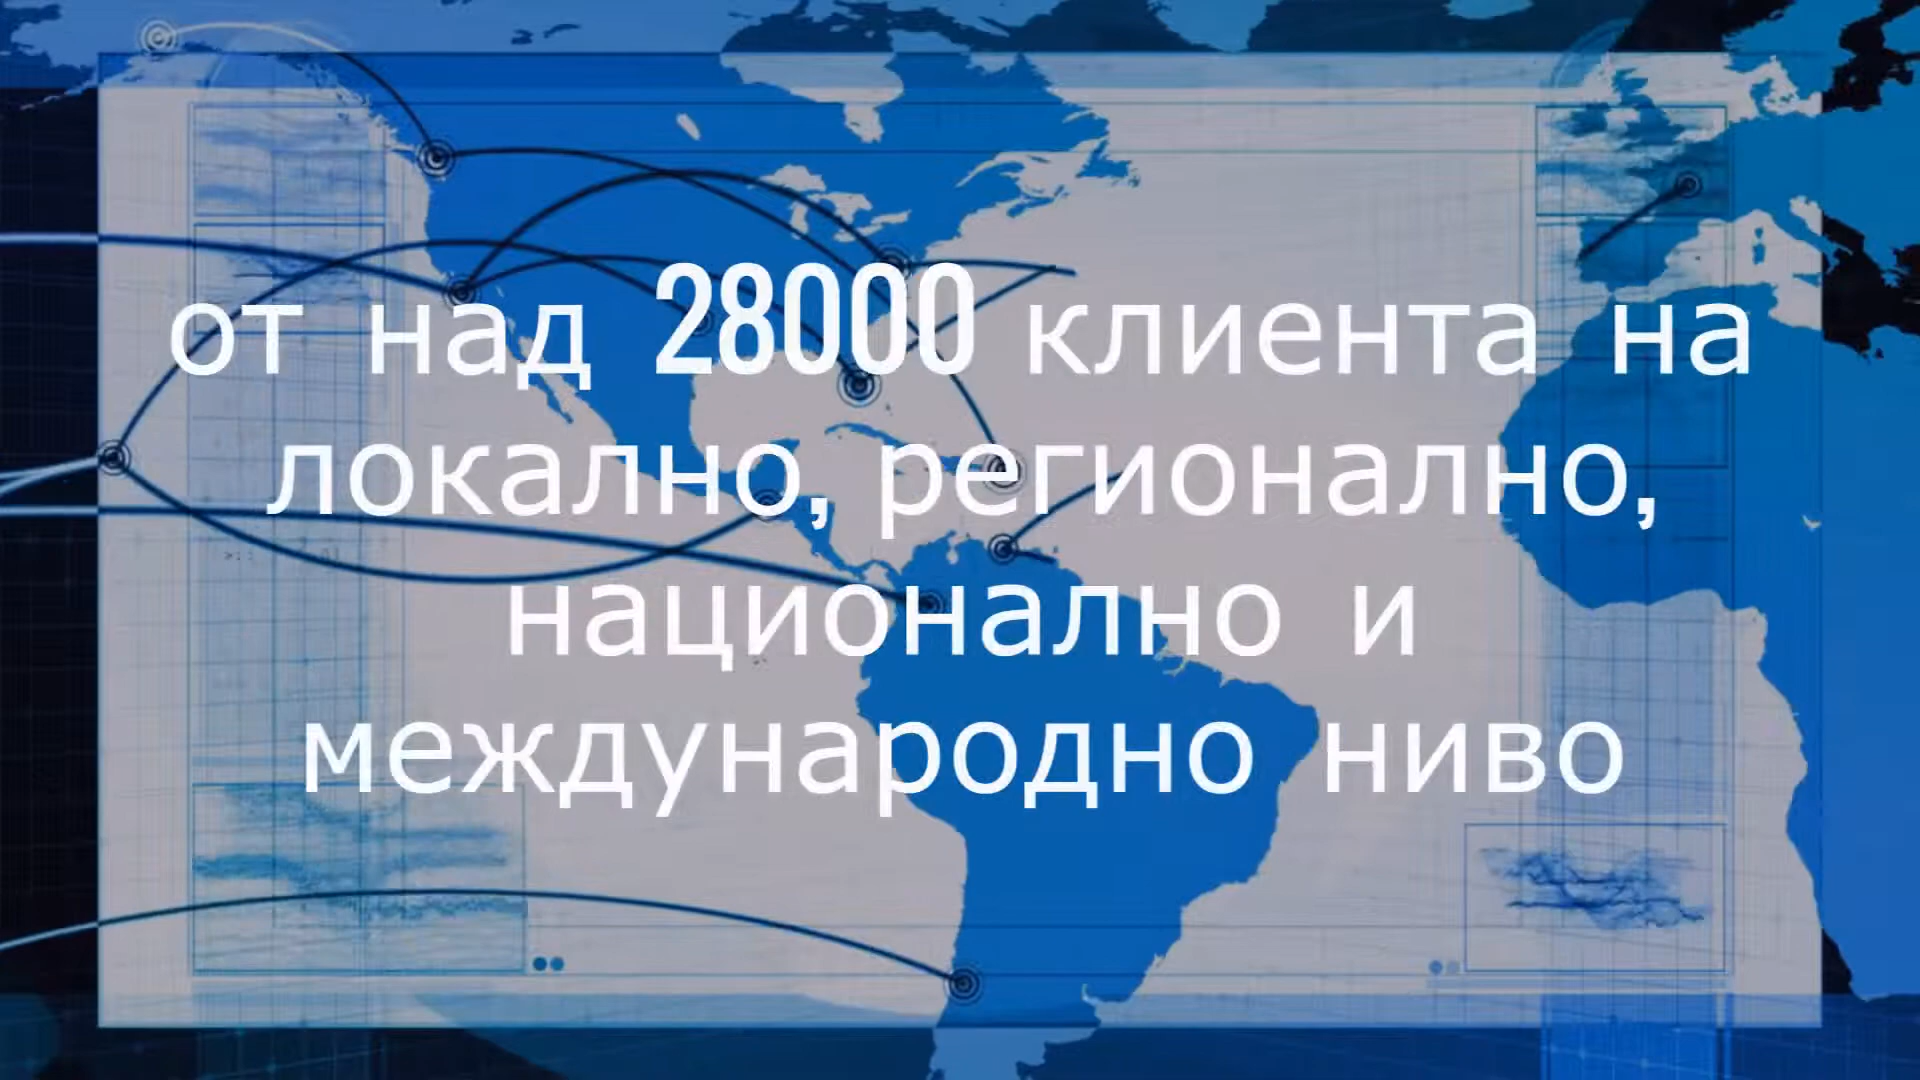 от над 28000 клиента на
локално, регионално,
национално и
международно ниво